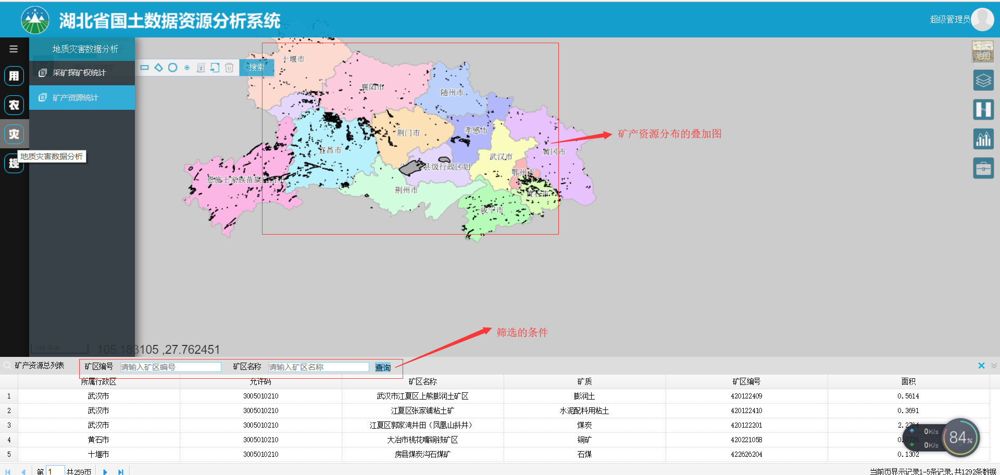 湖北省国土数据资源分析系统
超级管理员
地质灾害数据分析
采矿探矿权统计
矿产资源统计
用
农
灾
规
地质灾害数据分析
搜索
地图
十堰市
襄阳市
随州市
荆门市
孝感市
宜昌市
武汉市
黄冈市
县级行政区划
鄂州市
恩施土家族苗族自治州
荆州市
黄石市
咸宁市
矿产资源分布的叠加图
筛选的条件
100 千米
105.183105 ,27.762451
矿产资源总列表 矿区编号 请输入矿区编号 矿区名称 请输入矿区名称 查询
所属行政区 允许码 矿区名称 矿质 矿区编号 面积
1 武汉市 3005010210 武汉市江夏区上熊膨润土矿区 膨润土 420122409 0.5614
2 武汉市 3005010210 江夏区张家铺粘土矿 水泥配料用粘土 420122410 0.3691
3 武汉市 3005010210 江夏区郭家湾井田（凤凰山斜井） 煤炭 420122201 2.2764
4 黄石市 3005010210 大冶市桃花嘴铜铁矿区 铜矿 420221058 0.0726
5 十堰市 3005010210 房县煤炭沟石煤矿 石煤 422626204 0.1302
0K/s
0K/s
84%
第 1 共259页
当前页显示记录1-5条记录,共1292条数据